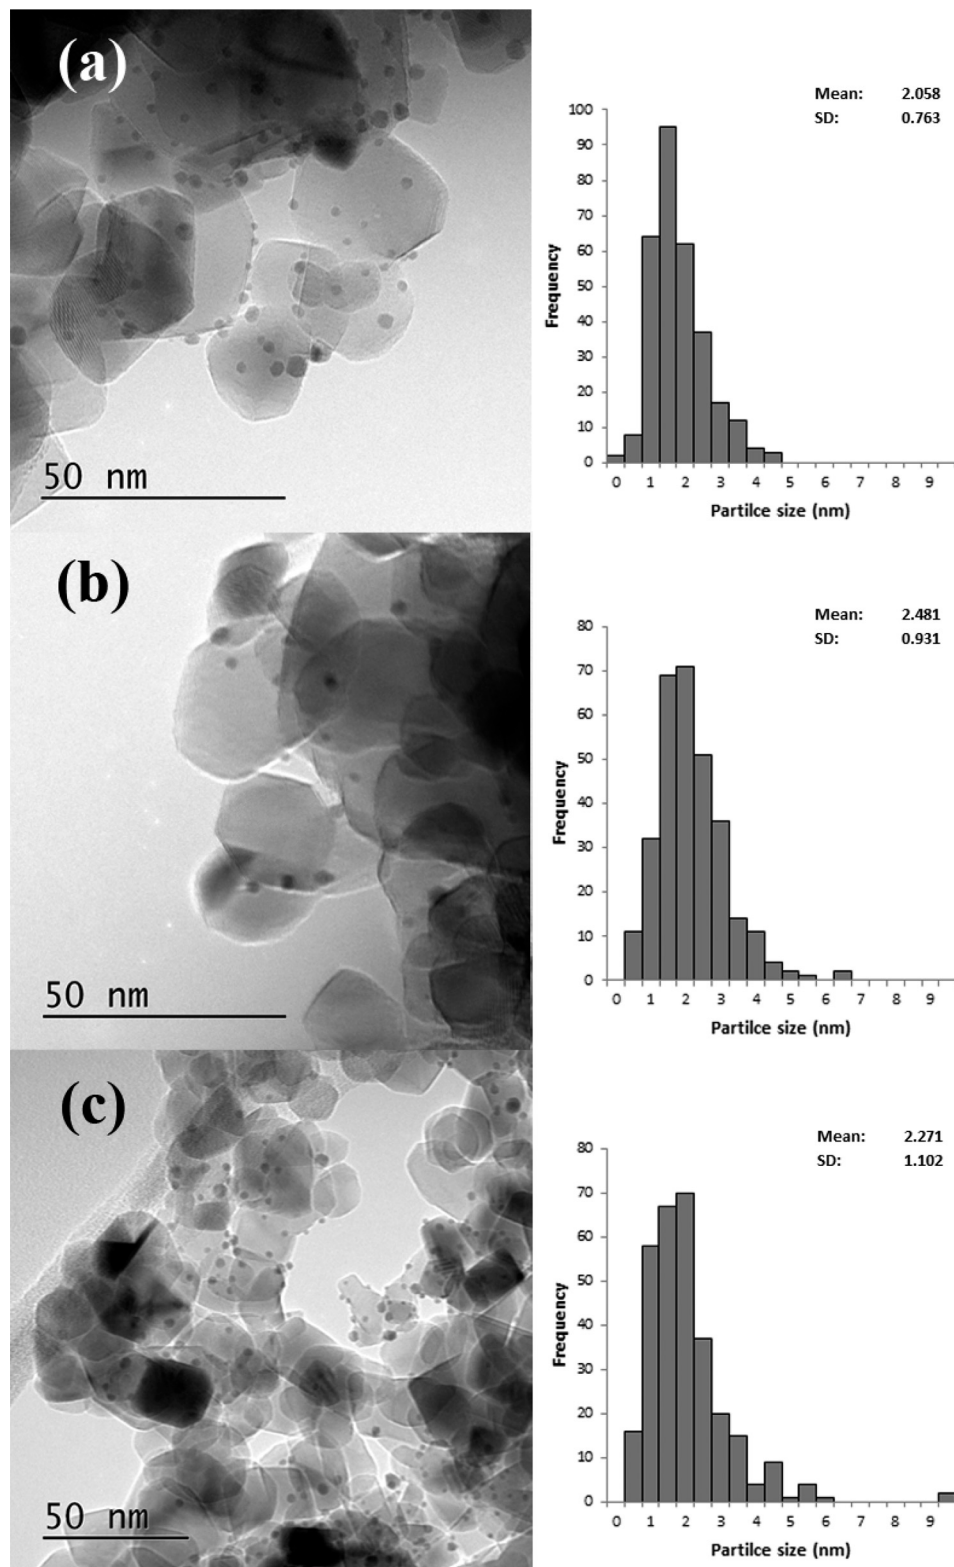 (a)
50 nm
Mean: 2.058
SD: 0.763
100
90
80
70
60
50
40
30
20
10
0
Frequency
0 1 2 3 4 5 6 7 8 9
Partilce size (nm)
(b)
50 nm
Mean: 2.481
SD: 0.931
80
70
60
50
40
30
20
10
0
Frequency
0 1 2 3 4 5 6 7 8 9
Partilce size (nm)
(c)
50 nm
Mean: 2.271
SD: 1.102
80
70
60
50
40
30
20
10
0
Frequency
0 1 2 3 4 5 6 7 8 9
Partilce size (nm)